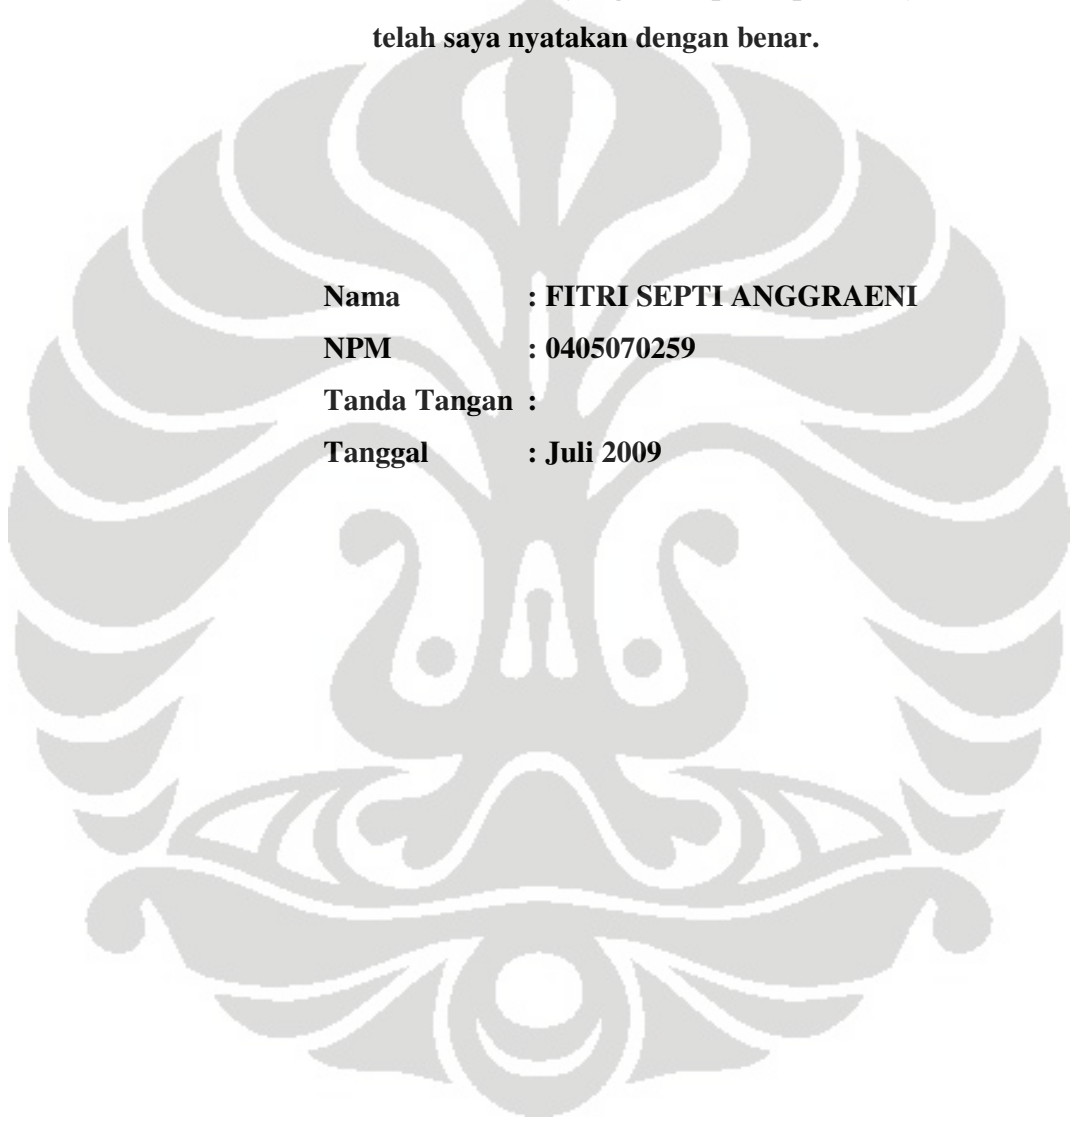 telah saya nyatakan dengan benar.
Nama : FITRI SEPTI ANGGRAENI
NPM : 0405070259
Tanda Tangan :
Tanggal : Juli 2009